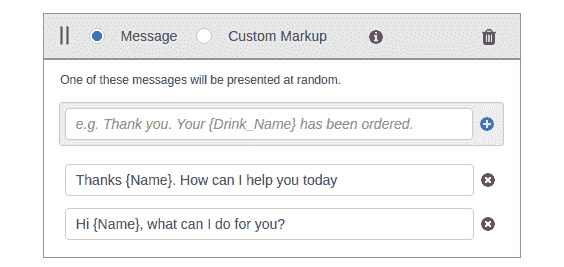 Message Custom Markup
One of these messages will be presented at random.
e.g. Thank you. Your {Drink_Name} has been ordered.
Thanks {Name}. How can I help you today
Hi {Name}, what can I do for you?